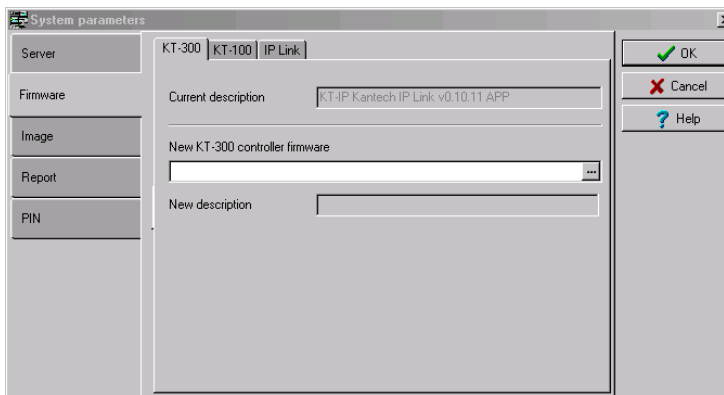 System parameters
Server
Firmware
Image
Report
PIN
KT-300 KT-100 IP Link
Current description KT-IP Kantech IP Link v0.10.11 APP
New KT-300 controller firmware
...
New description
OK
Cancel
? Help